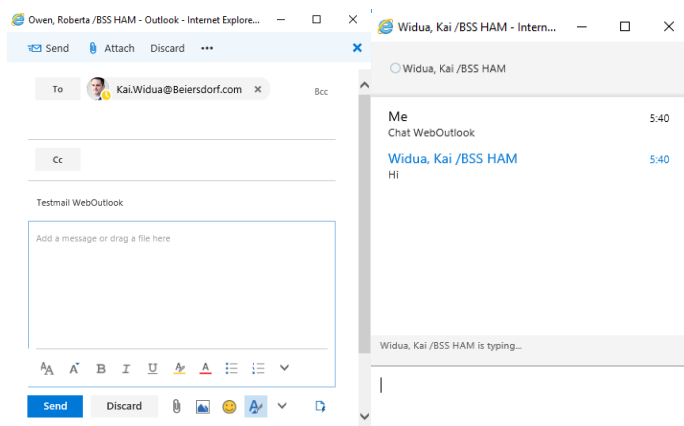 Owen, Roberta /BSS HAM - Outlook - Internet Explore...
Send Attach Discard •••
To Kai.Widua@Beiersdorf.com Bcc
Cc
Testmail WebOutlook
Add a message or drag a file here
AA A B I U A
Send Discard
Widua, Kai /BSS HAM - Intern...
Widua, Kai /BSS HAM
Me 5:40
Chat WebOutlook
Widua, Kai /BSS HAM 5:40
Hi
Widua, Kai /BSS HAM is typing...